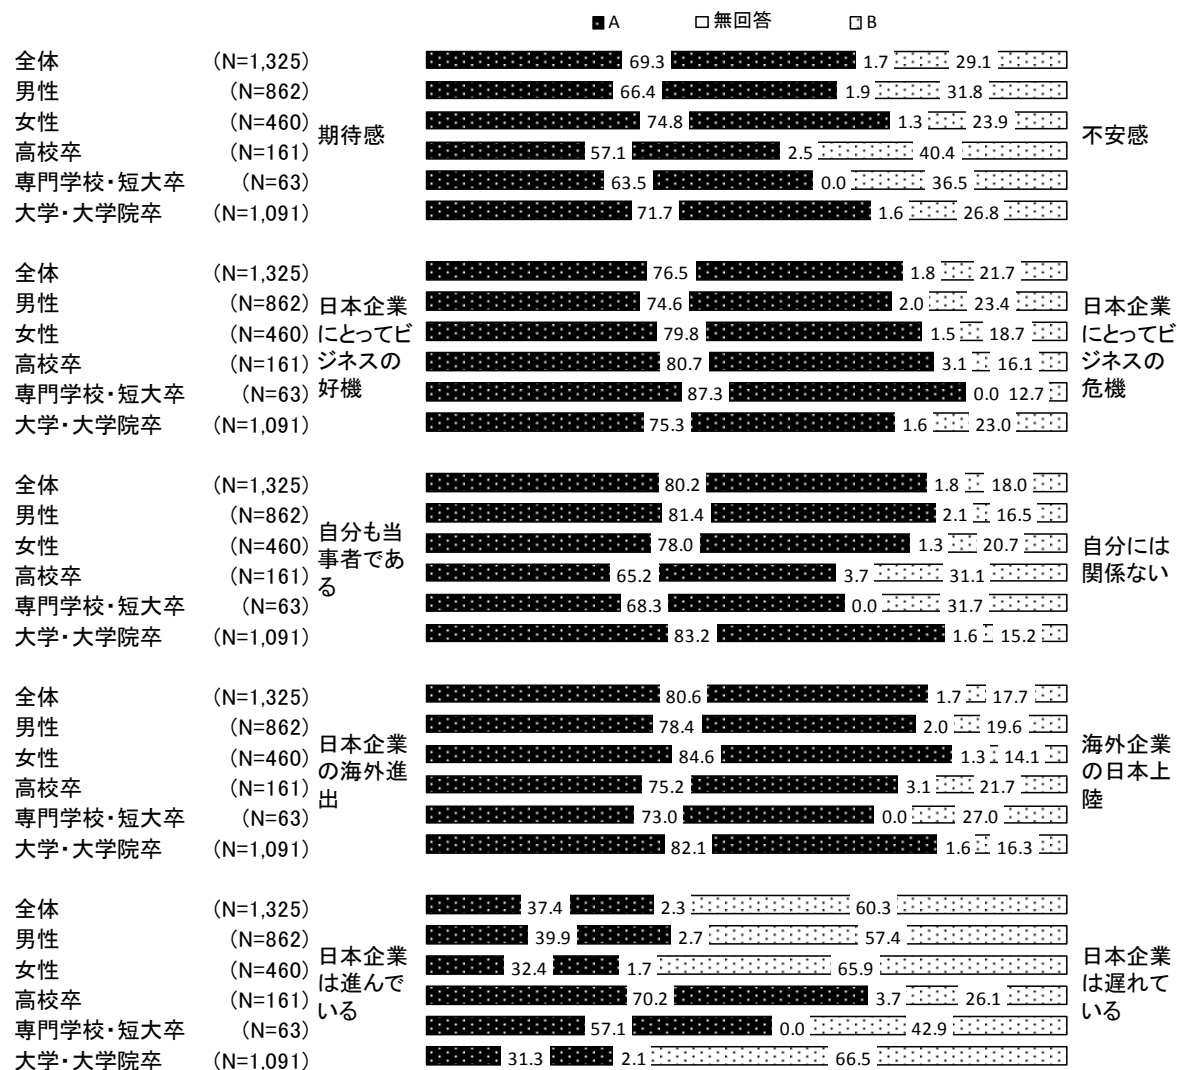 A 無回答 B
全体 (N=1,325) 69.3 1.7 29.1
男性 (N=862) 66.4 1.9 31.8
女性 (N=460) 74.8 1.3 23.9
期待感 不安感
高校卒 (N=161) 57.1 2.5 40.4
専門学校・短大卒 (N=63) 63.5 0.0 36.5
大学・大学院卒 (N=1,091) 71.7 1.6 26.8
全体 (N=1,325) 76.5 1.8 21.7
男性 (N=862) 日本企業 74.6 2.0 23.4 日本企業
女性 (N=460) にとってビ 79.8 1.5 18.7 にとってビ
高校卒 (N=161) ジネスの 80.7 3.1 16.1 ジネスの
専門学校・短大卒 (N=63) 好機 87.3 0.0 12.7 危機
大学・大学院卒 (N=1,091) 75.3 1.6 23.0
全体 (N=1,325) 80.2 1.8 18.0
男性 (N=862) 自分も当 81.4 2.1 16.5
女性 (N=460) 事者であ 78.0 1.3 20.7 自分には
高校卒 (N=161) る 65.2 3.7 31.1 関係ない
専門学校・短大卒 (N=63) 68.3 0.0 31.7
大学・大学院卒 (N=1,091) 83.2 1.6 15.2
全体 (N=1,325) 80.6 1.7 17.7
男性 (N=862) 78.4 2.0 19.6
女性 (N=460) 日本企業 84.6 1.3 14.1 海外企業
高校卒 (N=161) の海外進 75.2 3.1 21.7 の日本上
専門学校・短大卒 (N=63) 出 73.0 0.0 27.0 陸
大学・大学院卒 (N=1,091) 82.1 1.6 16.3
全体 (N=1,325) 37.4 2.3 60.3
男性 (N=862) 39.9 2.7 57.4
女性 (N=460) 日本企業 32.4 1.7 65.9 日本企業
高校卒 (N=161) は進んで 70.2 3.7 26.1 は遅れて
専門学校・短大卒 (N=63) いる 57.1 0.0 42.9 いる
大学・大学院卒 (N=1,091) 31.3 2.1 66.5